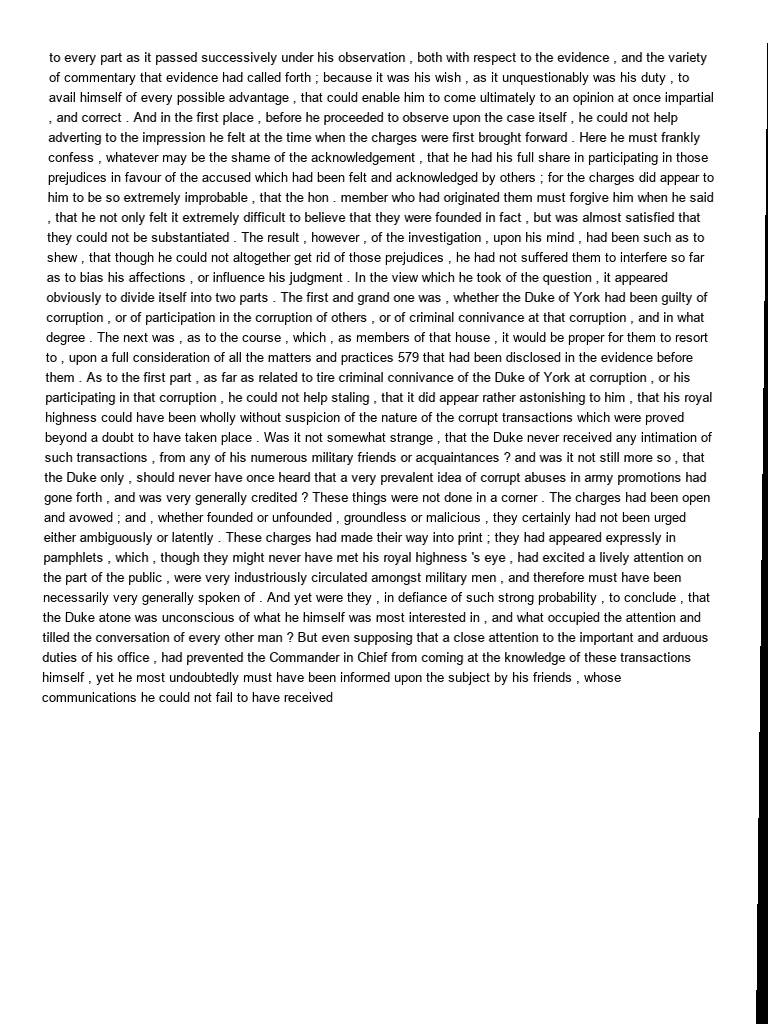 to every part as it passed successively under his observation , both with respect to the evidence , and the variety
of commentary that evidence had called forth ; because it was his wish , as it unquestionably was his duty , to
avail himself of every possible advantage , that could enable him to come ultimately to an opinion at once impartial
, and correct . And in the first place , before he proceeded to observe upon the case itself , he could not help
adverting to the impression he felt at the time when the charges were first brought forward . Here he must frankly
confess , whatever may be the shame of the acknowledgement , that he had his full share in participating in those
prejudices in favour of the accused which had been felt and acknowledged by others ; for the charges did appear to
him to be so extremely improbable , that the hon . member who had originated them must forgive him when he said
, that he not only felt it extremely difficult to believe that they were founded in fact , but was almost satisfied that
they could not be substantiated . The result , however , of the investigation , upon his mind , had been such as to
shew , that though he could not altogether get rid of those prejudices , he had not suffered them to interfere so far
as to bias his affections , or influence his judgment . In the view which he took of the question , it appeared
obviously to divide itself into two parts . The first and grand one was , whether the Duke of York had been guilty of
corruption , or of participation in the corruption of others , or of criminal connivance at that corruption , and in what
degree . The next was , as to the course , which , as members of that house , it would be proper for them to resort
to , upon a full consideration of all the matters and practices 579 that had been disclosed in the evidence before
them . As to the first part , as far as related to tire criminal connivance of the Duke of York at corruption , or his
participating in that corruption , he could not help staling , that it did appear rather astonishing to him , that his royal
highness could have been wholly without suspicion of the nature of the corrupt transactions which were proved
beyond a doubt to have taken place . Was it not somewhat strange , that the Duke never received any intimation of
such transactions , from any of his numerous military friends or acquaintances ? and was it not still more so , that
the Duke only , should never have once heard that a very prevalent idea of corrupt abuses in army promotions had
gone forth , and was very generally credited ? These things were not done in a corner . The charges had been open
and avowed ; and , whether founded or unfounded , groundless or malicious , they certainly had not been urged
either ambiguously or latently . These charges had made their way into print ; they had appeared expressly in
pamphlets , which , though they might never have met his royal highness 's eye , had excited a lively attention on
the part of the public , were very industriously circulated amongst military men , and therefore must have been
necessarily very generally spoken of . And yet were they , in defiance of such strong probability , to conclude , that
the Duke atone was unconscious of what he himself was most interested in , and what occupied the attention and
tilled the conversation of every other man ? But even supposing that a close attention to the important and arduous
duties of his office , had prevented the Commander in Chief from coming at the knowledge of these transactions
himself , yet he most undoubtedly must have been informed upon the subject by his friends , whose
communications he could not fail to have received